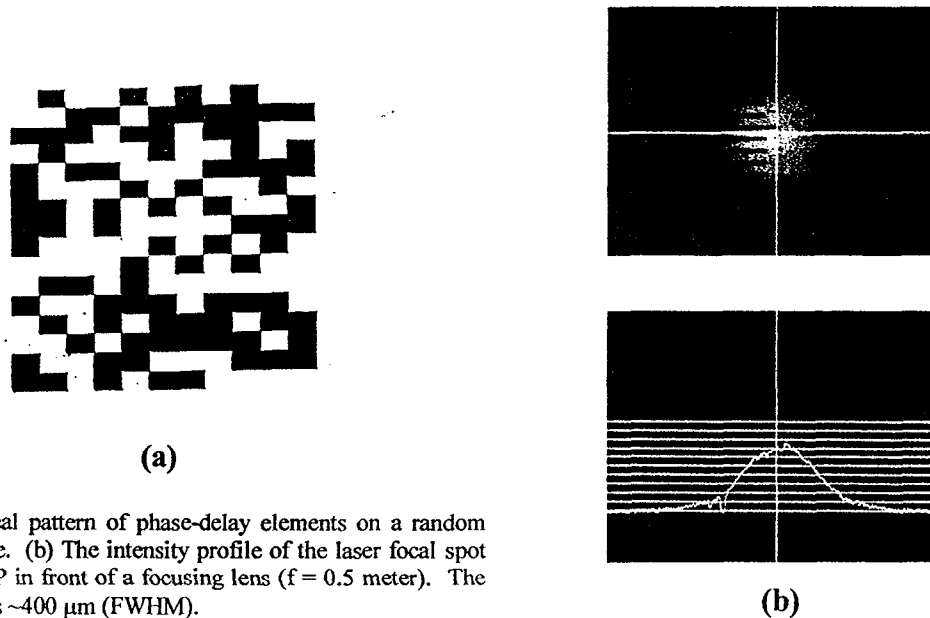 (a)
eal pattern of phase-delay elements on a random
e. (b) The intensity profile of the laser focal spot
P in front of a focusing lens (f = 0.5 meter). The
s ~400 μm (FWHM).
(b)